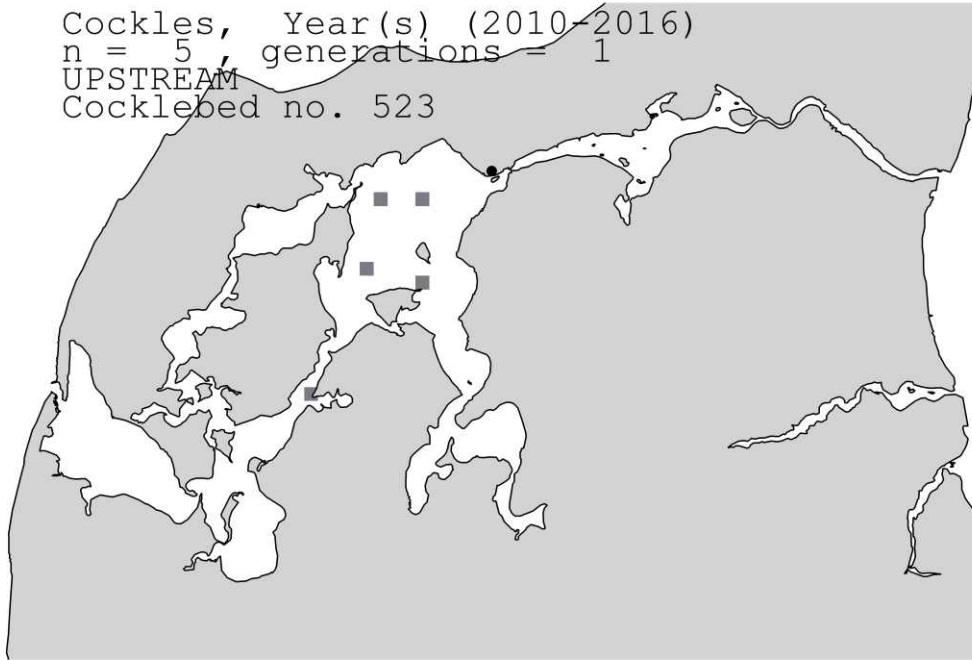 Cockles, Year(s) (2010-2016)
n = 5 , generations = 1
UPSTREAM
Cocklebed no. 523